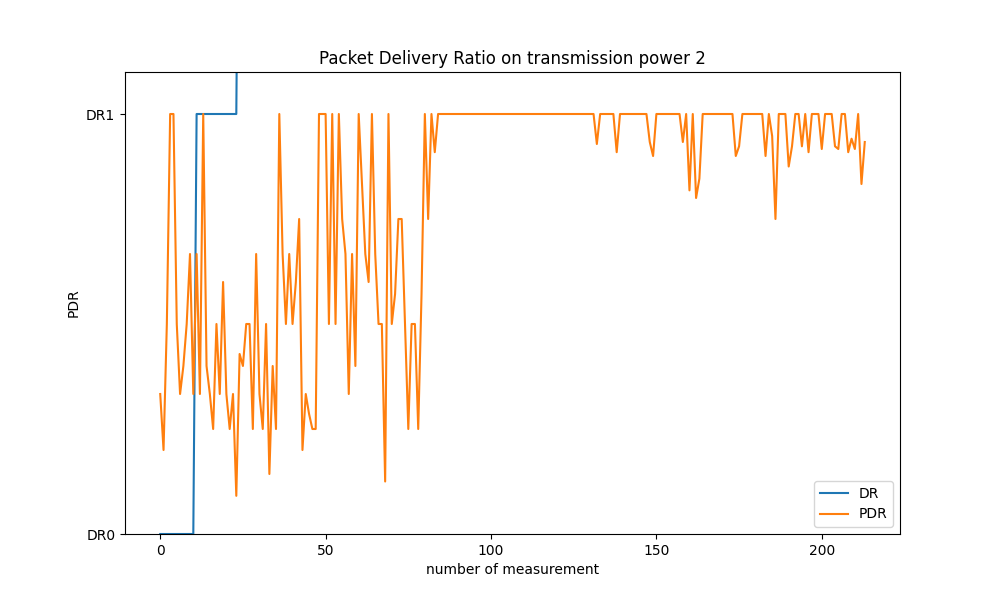 Packet Delivery Ratio on transmission power 2
DR1
PDR
DR0
0
50
100
150
200
number of measurement
DR
PDR